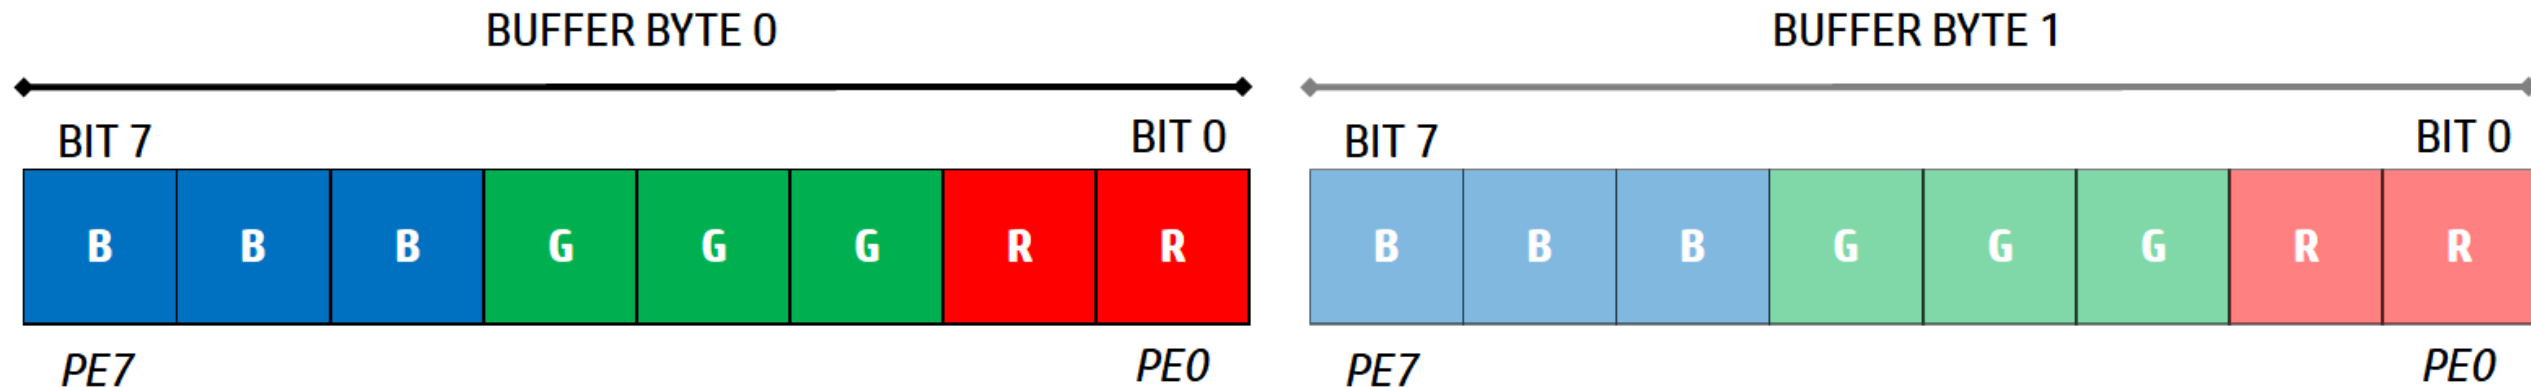 BUFFER BYTE 0 BUFFER BYTE 1
BIT 7 BIT 0 BIT 7 BIT 0
B B B G G G R R B B B G G G R R
PE7 PE0 PE7 PE0